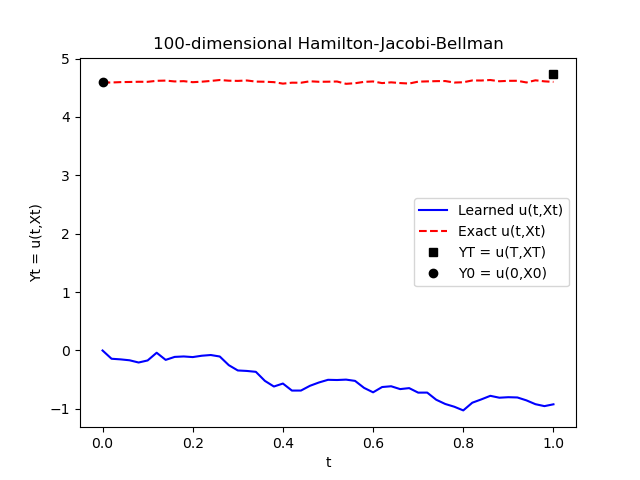 100-dimensional Hamilton-Jacobi-Bellman
5
4
3
2
1
0
−1
Yt = u(t,Xt)
Learned u(t,Xt)
Exact u(t,Xt)
YT = u(T,XT)
Y0 = u(0,X0)
0.0 0.2 0.4 0.6 0.8 1.0
t